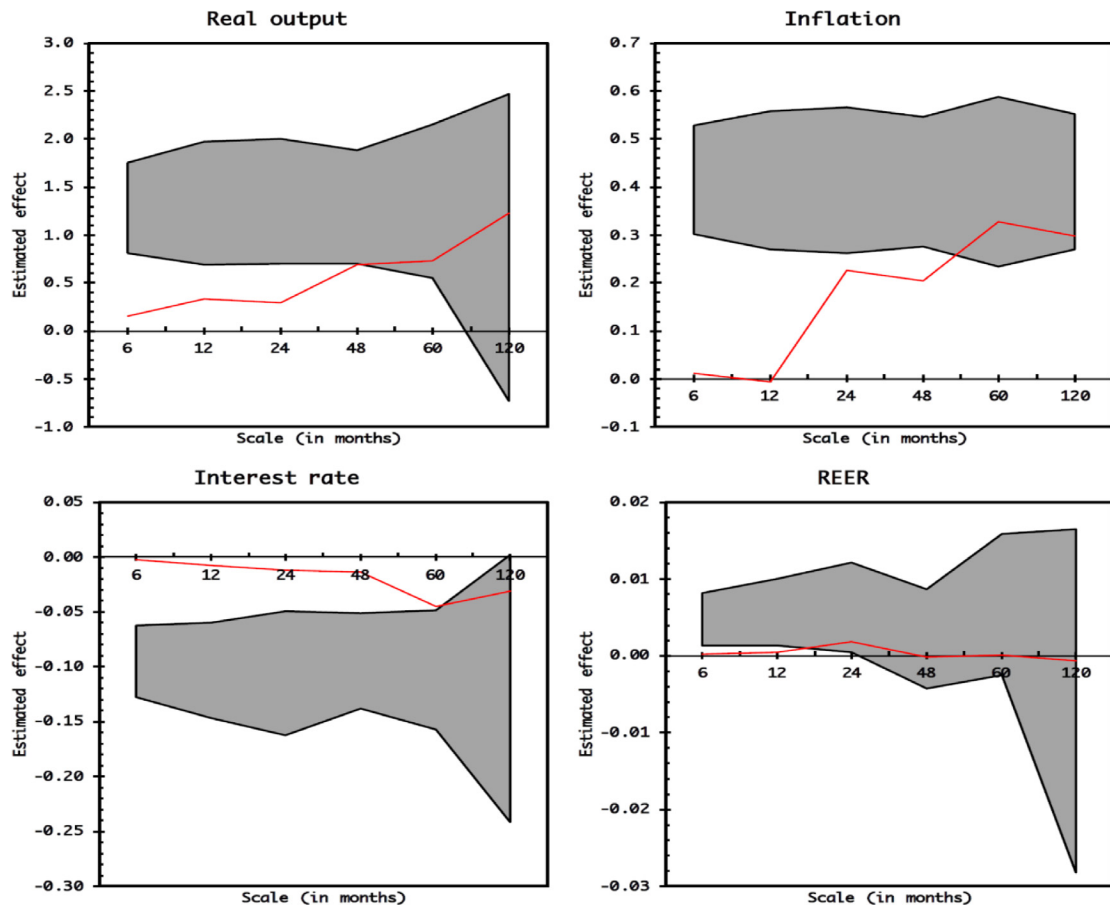 Real output
3.0
2.5
2.0
1.5
1.0
0.5
0.0
-0.5
-1.0
Estimated effect
6 12 24 48 60 120
Scale (in months)
Inflation
0.7
0.6
0.5
0.4
0.3
0.2
0.1
0.0
-0.1
Estimated effect
6 12 24 48 60 120
Scale (in months)
Interest rate
0.05
0.00
-0.05
-0.10
-0.15
-0.20
-0.25
-0.30
Estimated effect
6 12 24 48 60 120
Scale (in months)
REER
0.02
0.01
0.00
-0.01
-0.02
-0.03
Estimated effect
6 12 24 48 60 120
Scale (in months)